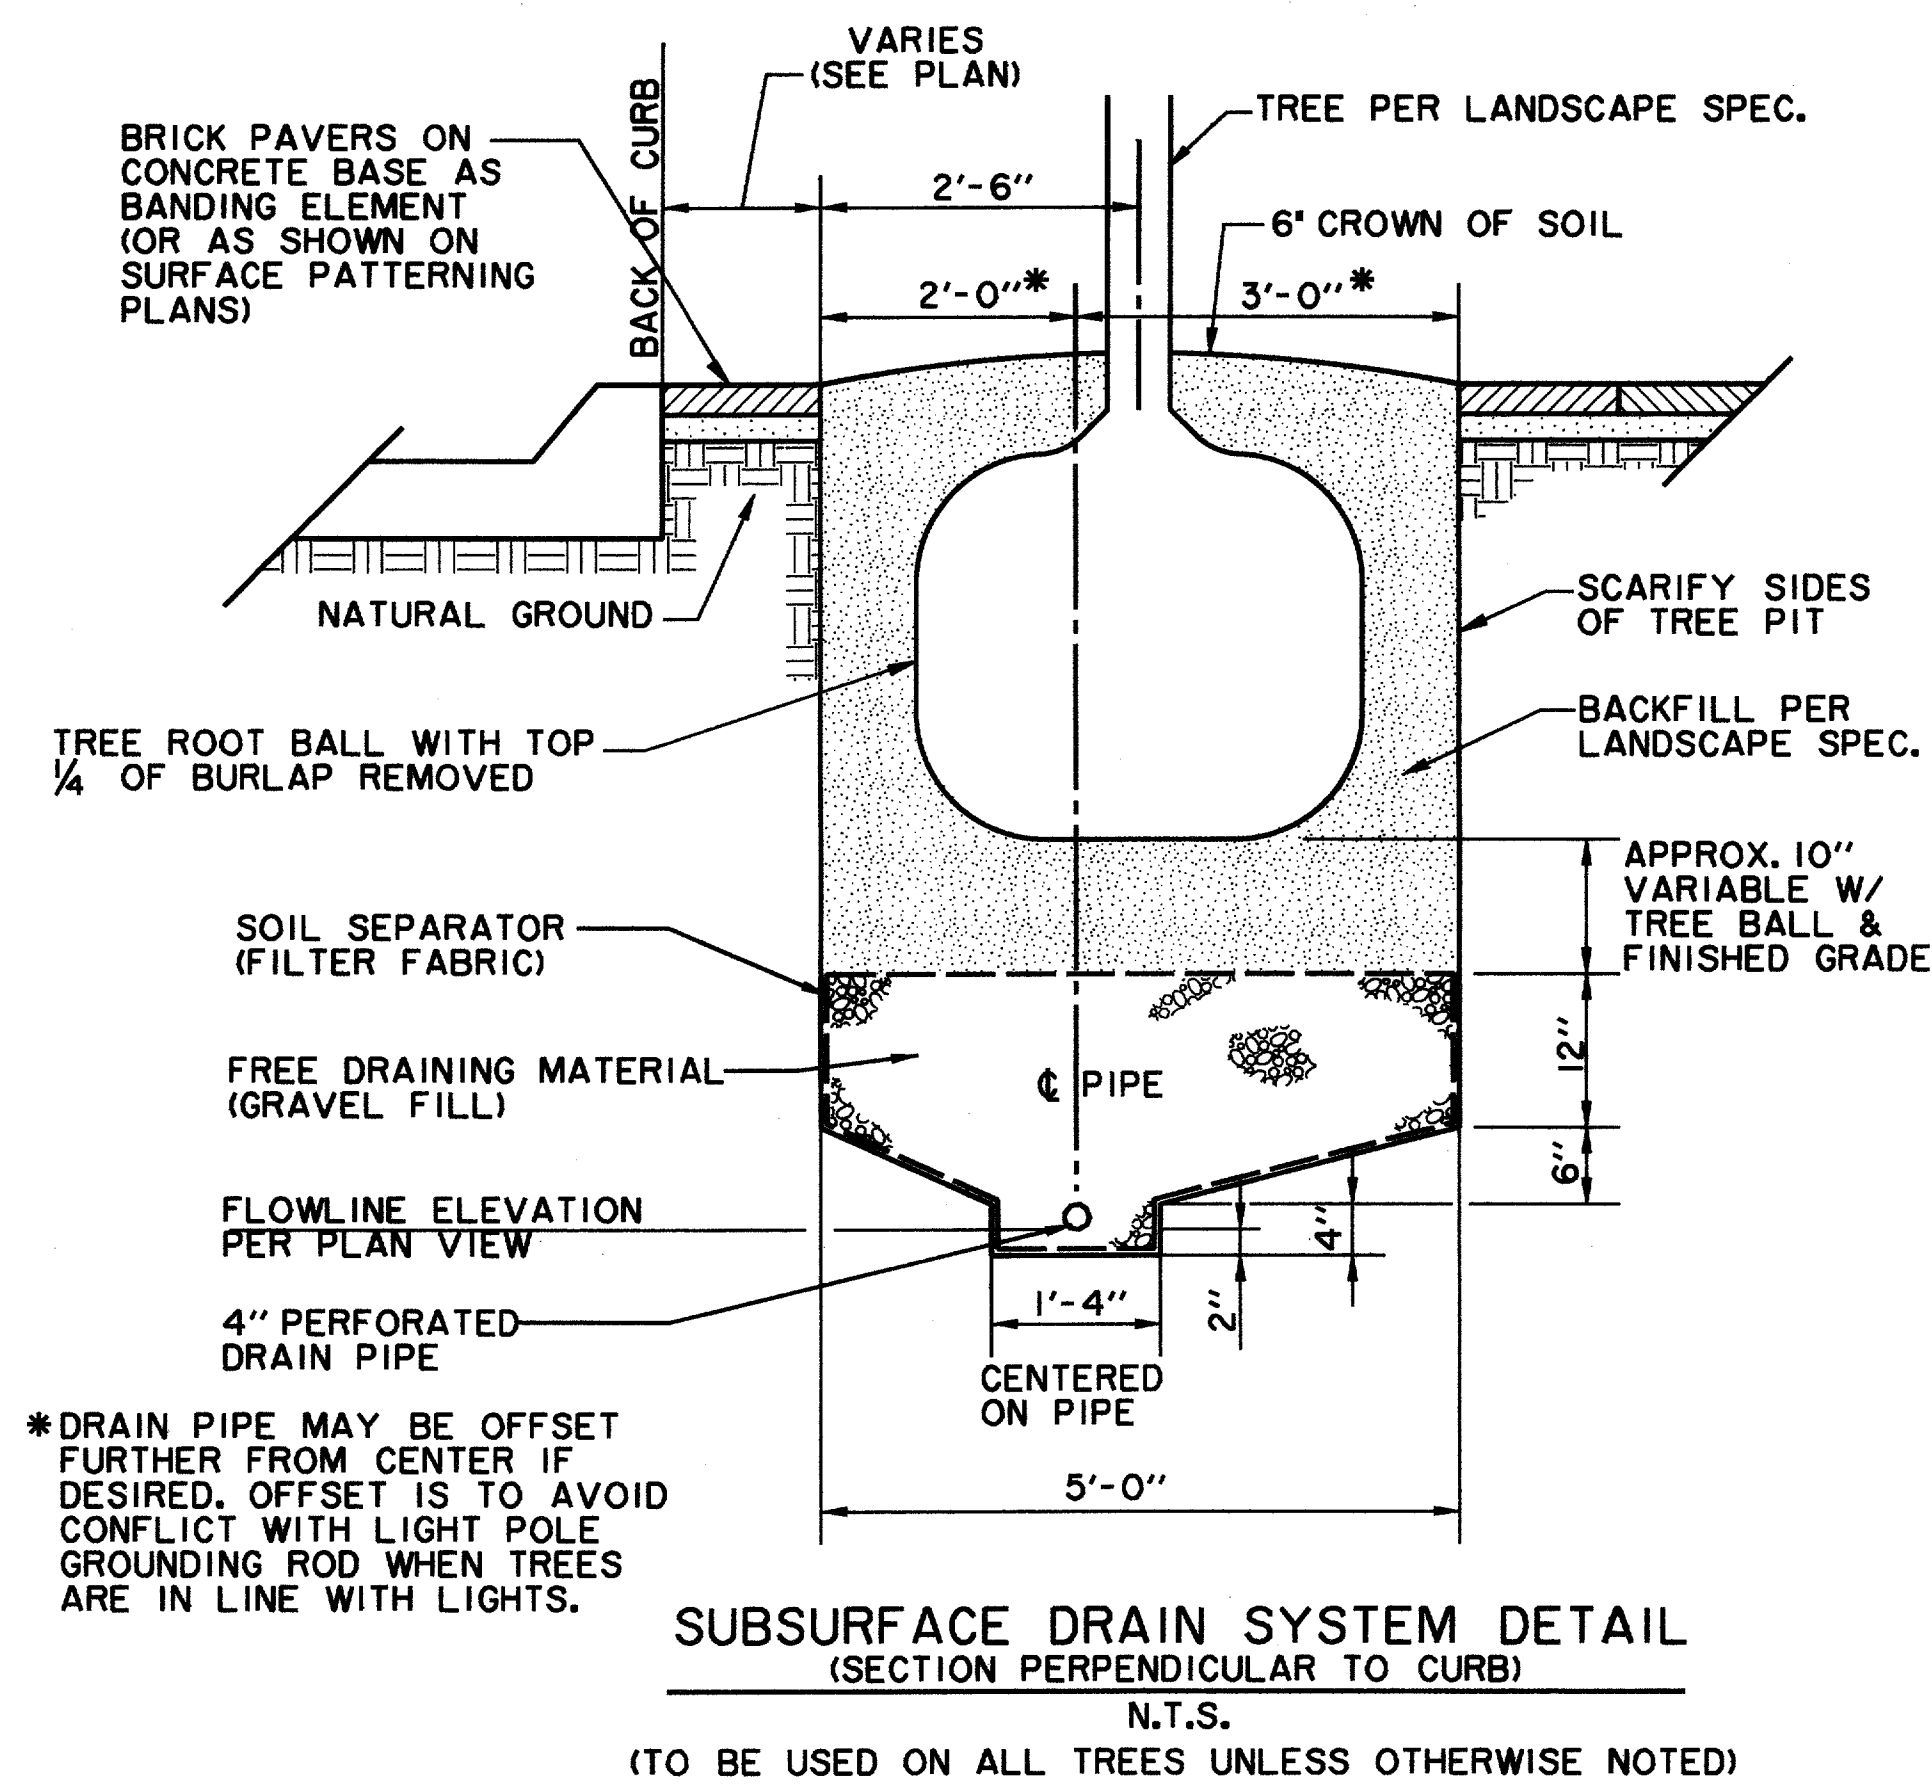 VARIES
(SEE PLAN)
BACK OF CURB
TREE PER LANDSCAPE SPEC.
BRICK PAVERS ON
CONCRETE BASE AS
BANDING ELEMENT
(OR AS SHOWN ON
SURFACE PATTERNING
PLANS)
2'-6"
6" CROWN OF SOIL
2'-0"*
3'-0"*
NATURAL GROUND
SCARIFY SIDES
OF TREE PIT
TREE ROOT BALL WITH TOP
1/4 OF BURLAP REMOVED
BACKFILL PER
LANDSCAPE SPEC.
APPROX. 10"
VARIABLE W/
TREE BALL &
FINISHED GRADE
SOIL SEPARATOR
(FILTER FABRIC)
12"
FREE DRAINING MATERIAL
(GRAVEL FILL)
℄ PIPE
6"
FLOWLINE ELEVATION
PER PLAN VIEW
4"
2"
4" PERFORATED
DRAIN PIPE
1'-4"
CENTERED
ON PIPE
*DRAIN PIPE MAY BE OFFSET
FURTHER FROM CENTER IF
DESIRED. OFFSET IS TO AVOID
CONFLICT WITH LIGHT POLE
GROUNDING ROD WHEN TREES
ARE IN LINE WITH LIGHTS.
5'-0"
SUBSURFACE DRAIN SYSTEM DETAIL
(SECTION PERPENDICULAR TO CURB)
N.T.S.
(TO BE USED ON ALL TREES UNLESS OTHERWISE NOTED)